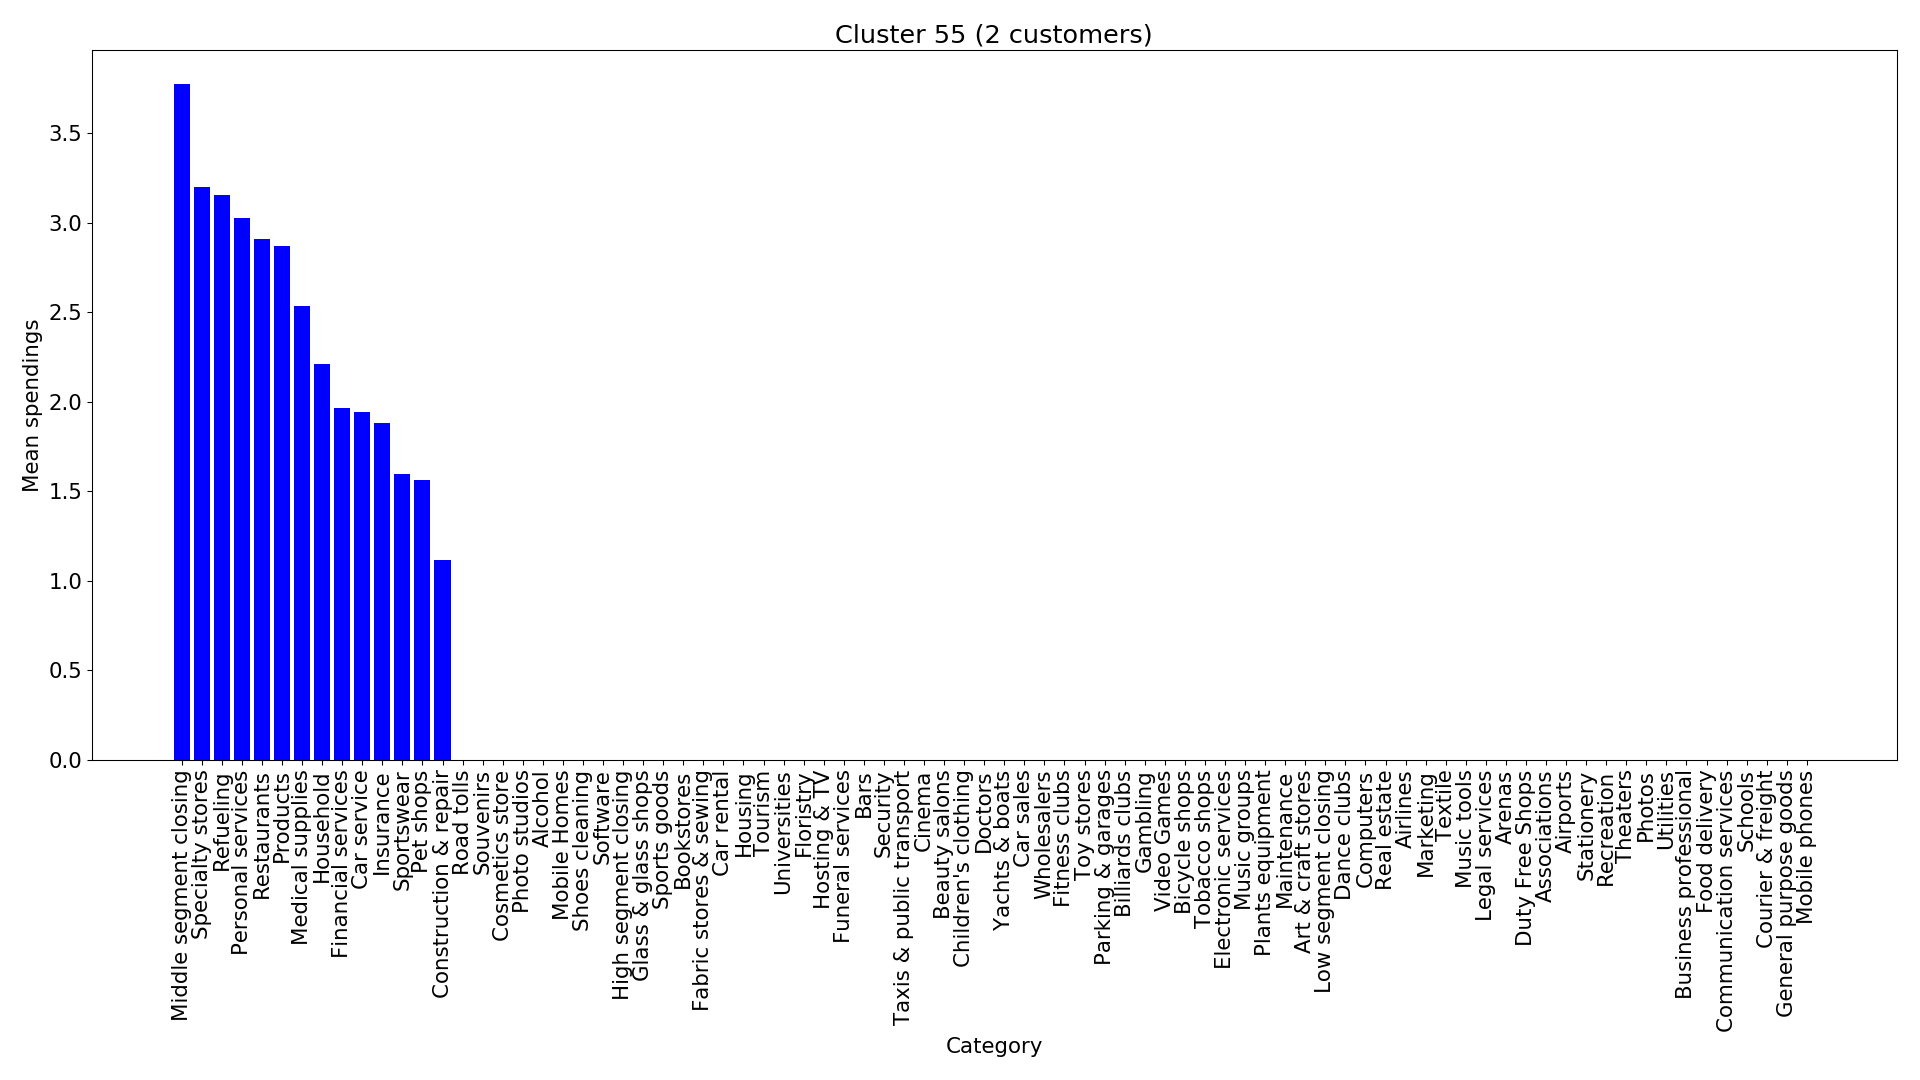 Cluster 55 (2 customers)
Mean spendings
3.5
3.0
2.5
2.0
1.5
1.0
0.5
0.0
Middle segment closing
Specialty stores
Refueling
Personal services
Restaurants
Products
Medical supplies
Household
Financial services
Car service
Insurance
Sportswear
Pet shops
Construction & repair
Road tolls
Souvenirs
Cosmetics store
Photo studios
Alcohol
Mobile Homes
Shoes cleaning
Software
High segment closing
Glass & glass shops
Sports goods
Bookstores
Fabric stores & sewing
Car rental
Housing
Tourism
Universities
Floristry
Hosting & TV
Funeral services
Bars
Security
Taxis & public transport
Cinema
Beauty salons
Children's clothing
Doctors
Yachts & boats
Car sales
Wholesalers
Fitness clubs
Toy stores
Parking & garages
Billiards clubs
Gambling
Video Games
Bicycle shops
Tobacco shops
Electronic services
Music groups
Plants equipment
Maintenance
Art & craft stores
Low segment closing
Dance clubs
Computers
Real estate
Airlines
Marketing
Textile
Music tools
Legal services
Arenas
Duty Free Shops
Associations
Airports
Stationery
Recreation
Theaters
Photos
Utilities
Business professional
Food delivery
Communication services
Schools
Courier & freight
General purpose goods
Mobile phones
Category